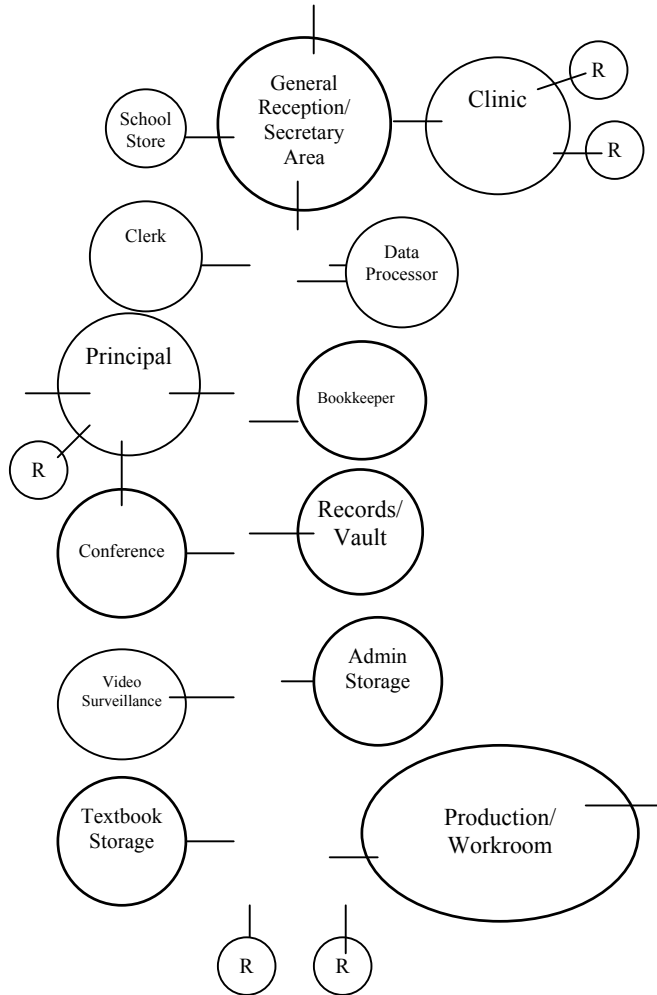 General
Reception/
Secretary
Area
Clinic
R
R
School
Store
Clerk
Data
Processor
Principal
Bookkeeper
R
Records/
Vault
Conference
Admin
Storage
Video
Surveillance
Textbook
Storage
Production/
Workroom
R
R